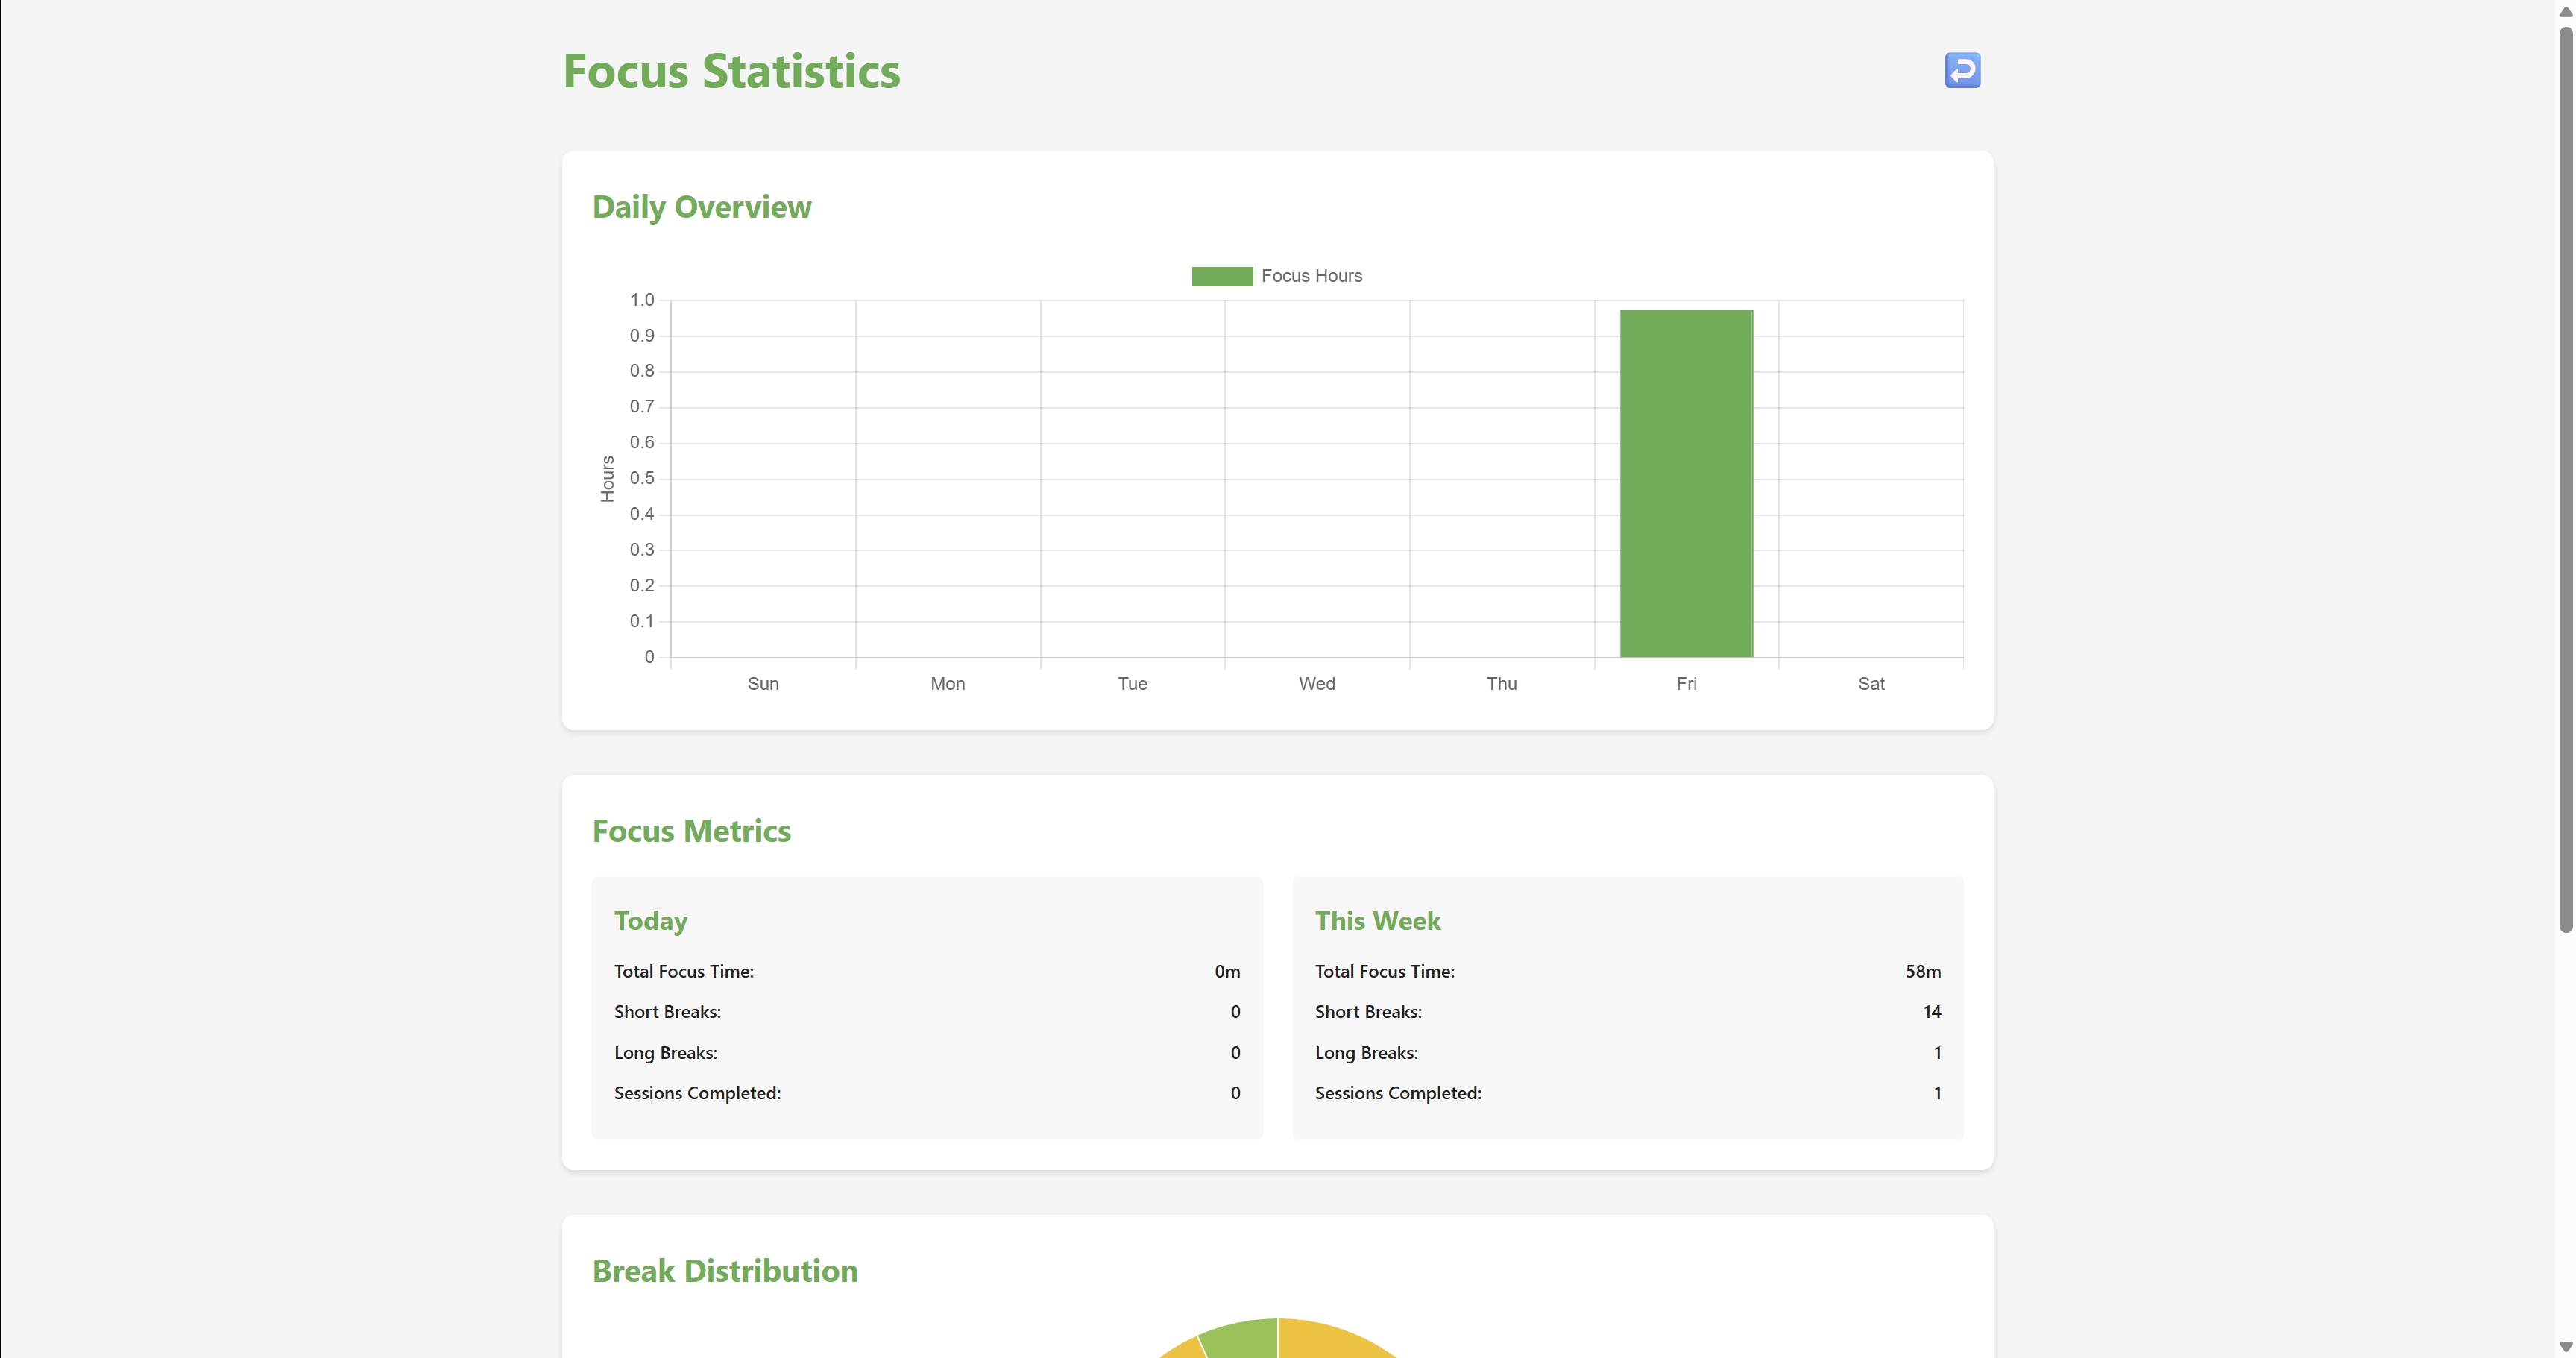 Focus Statistics
Daily Overview
Focus Hours
1.0
0.9
0.8
0.7
0.6
0.5
0.4
0.3
0.2
0.1
0
Hours
Sun Mon Tue Wed Thu Fri Sat
Focus Metrics
Today
Total Focus Time: 0m
Short Breaks: 0
Long Breaks: 0
Sessions Completed: 0
This Week
Total Focus Time: 58m
Short Breaks: 14
Long Breaks: 1
Sessions Completed: 1
Break Distribution